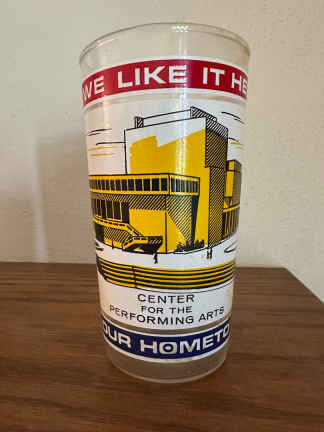 WE LIKE IT HE
CENTER
FOR THE
PERFORMING ARTS
OUR HOMETO